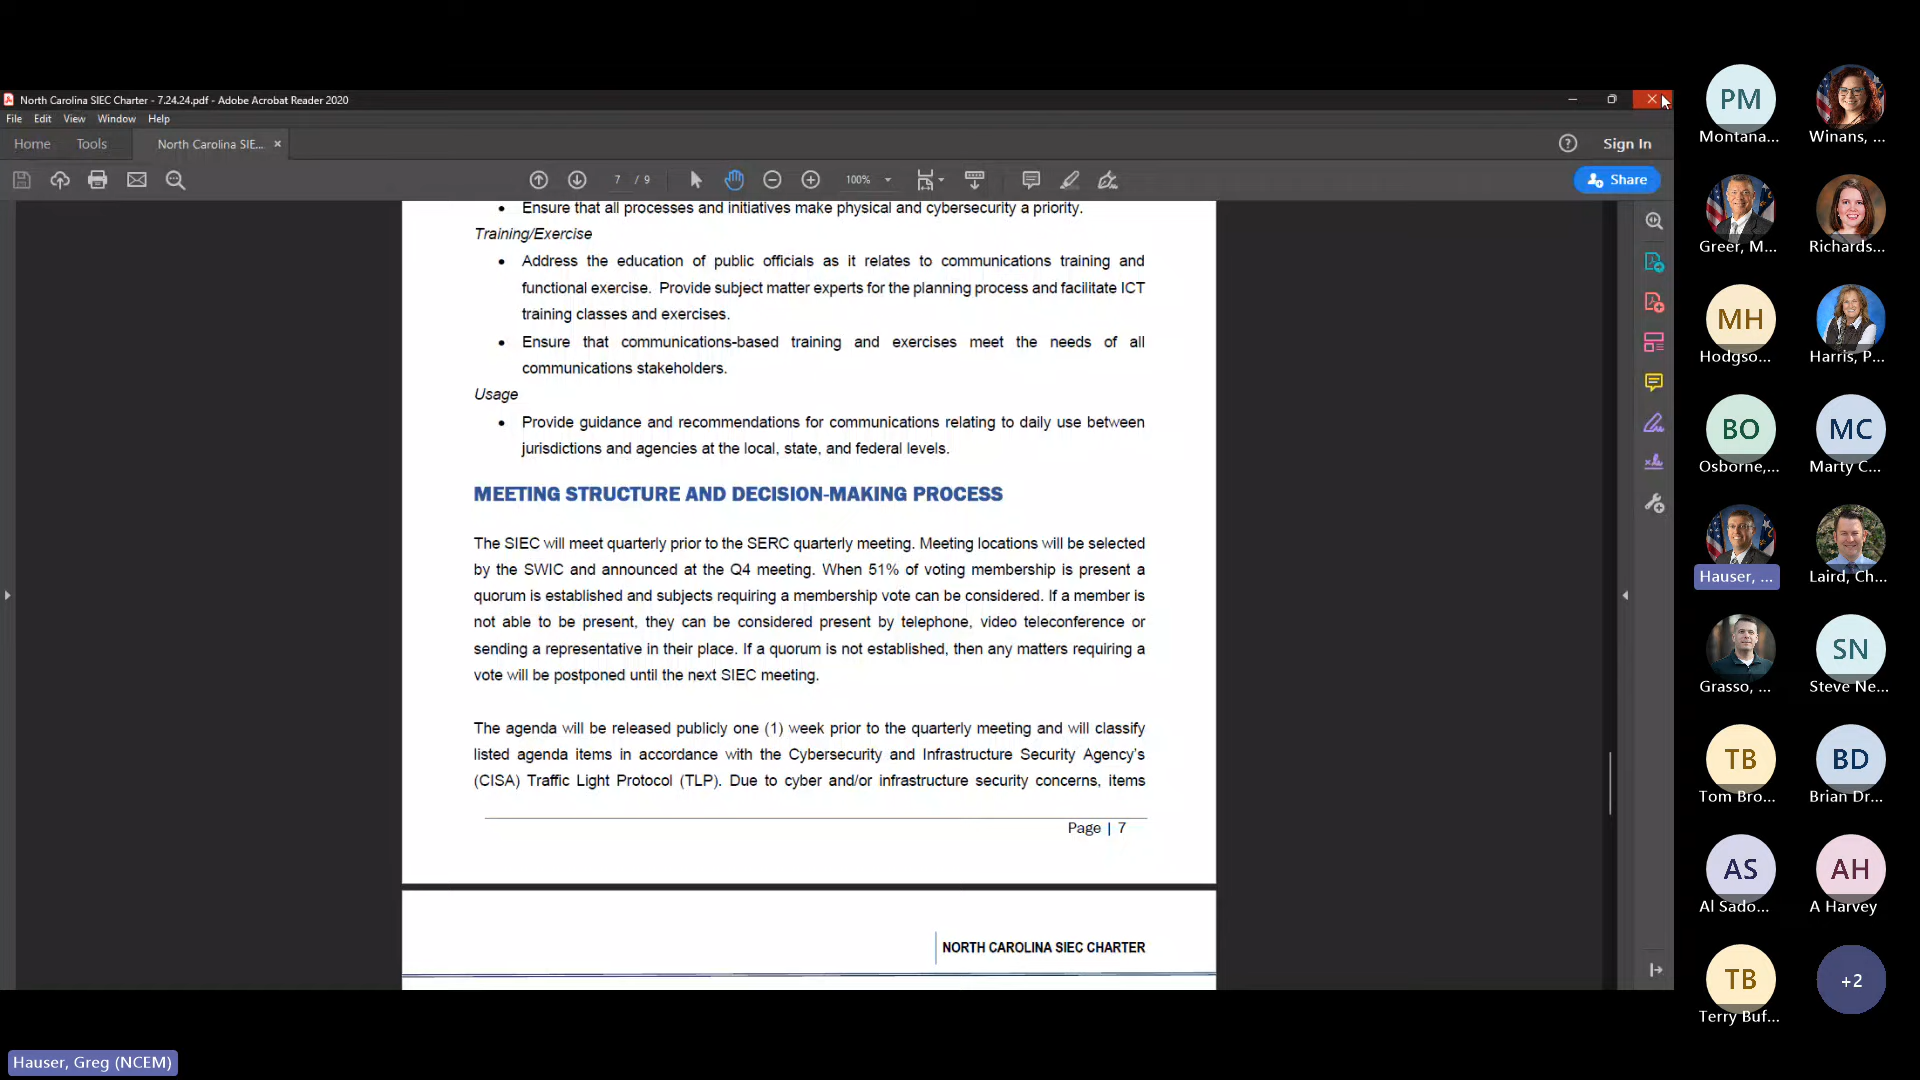 North Carolina SIEC Charter - 7.24.24.pdf - Adobe Acrobat Reader 2020
File Edit View Window Help
Home Tools North Carolina SIE... × Sign In
7 / 9 100% Share
• Ensure that all processes and initiatives make physical and cybersecurity a priority.
Training/Exercise
• Address the education of public officials as it relates to communications training and
functional exercise. Provide subject matter experts for the planning process and facilitate ICT
training classes and exercises.
• Ensure that communications-based training and exercises meet the needs of all
communications stakeholders.
Usage
• Provide guidance and recommendations for communications relating to daily use between
jurisdictions and agencies at the local, state, and federal levels.
MEETING STRUCTURE AND DECISION-MAKING PROCESS
The SIEC will meet quarterly prior to the SERC quarterly meeting. Meeting locations will be selected
by the SWIC and announced at the Q4 meeting. When 51% of voting membership is present a
quorum is established and subjects requiring a membership vote can be considered. If a member is
not able to be present, they can be considered present by telephone, video teleconference or
sending a representative in their place. If a quorum is not established, then any matters requiring a
vote will be postponed until the next SIEC meeting.
The agenda will be released publicly one (1) week prior to the quarterly meeting and will classify
listed agenda items in accordance with the Cybersecurity and Infrastructure Security Agency's
(CISA) Traffic Light Protocol (TLP). Due to cyber and/or infrastructure security concerns, items
Page | 7
NORTH CAROLINA SIEC CHARTER
PM
Montana... Winans, ...
Greer, M... Richards...
MH
Hodgso... Harris, P...
BO MC
Osborne,... Marty C...
Hauser, ... Laird, Ch...
SN
Grasso, ... Steve Ne...
TB BD
Tom Bro... Brian Dr...
AS AH
Al Sado... A Harvey
TB +2
Terry Buf...
Hauser, Greg (NCEM)